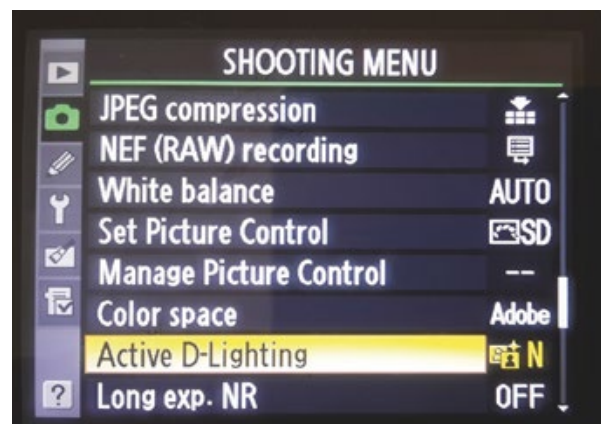 SHOOTING MENU
JPEG compression
NEF (RAW) recording
White balance AUTO
Set Picture Control SD
Manage Picture Control --
Color space Adobe
Active D-Lighting N
? Long exp. NR OFF